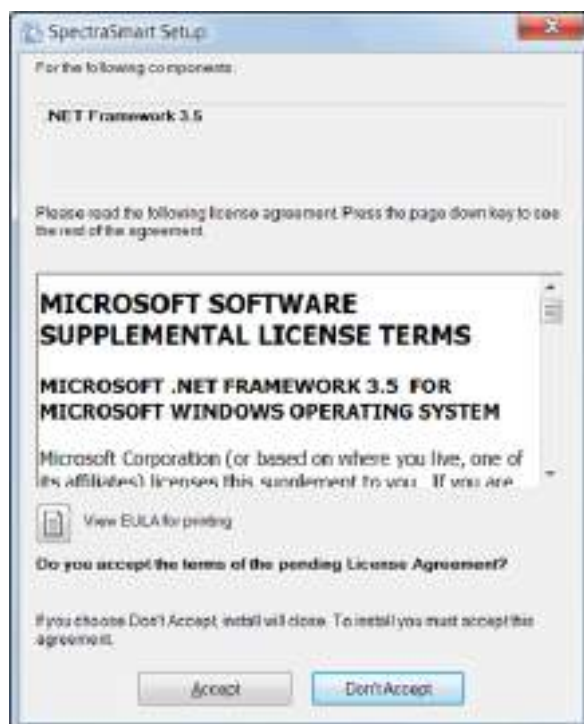 SpectraSmart Setup
For the following components:
.NET Framework 3.5
Please read the following license agreement. Press the page down key to see
the rest of the agreement.
MICROSOFT SOFTWARE
SUPPLEMENTAL LICENSE TERMS
MICROSOFT .NET FRAMEWORK 3.5 FOR
MICROSOFT WINDOWS OPERATING SYSTEM
Microsoft Corporation (or based on where you live, one of
its affiliates) licenses this supplement to you. If you are
View EULA for printing
Do you accept the terms of the pending License Agreement?
If you choose Don't Accept, install will close. To install you must accept this
agreement.
Accept
Don't Accept